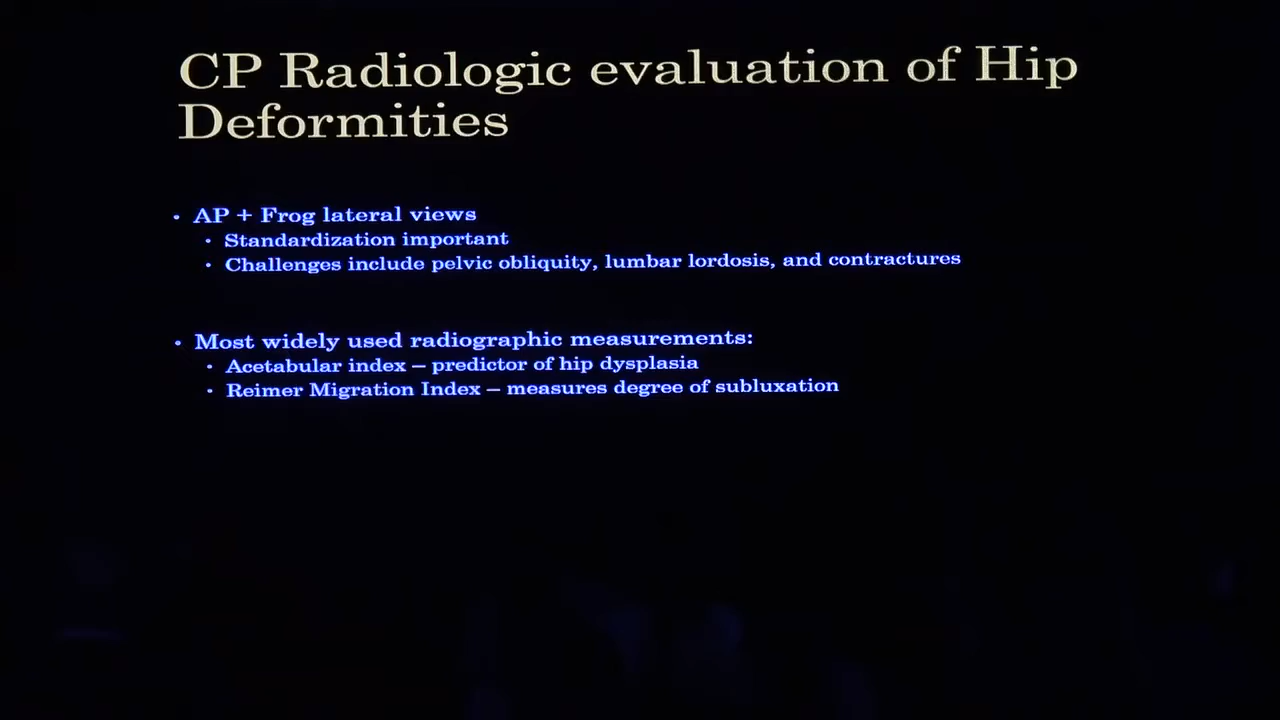 CP Radiologic evaluation of Hip
Deformities
• AP + Frog lateral views
• Standardization important
• Challenges include pelvic obliquity, lumbar lordosis, and contractures
• Most widely used radiographic measurements:
• Acetabular index – predictor of hip dysplasia
• Reimer Migration Index – measures degree of subluxation